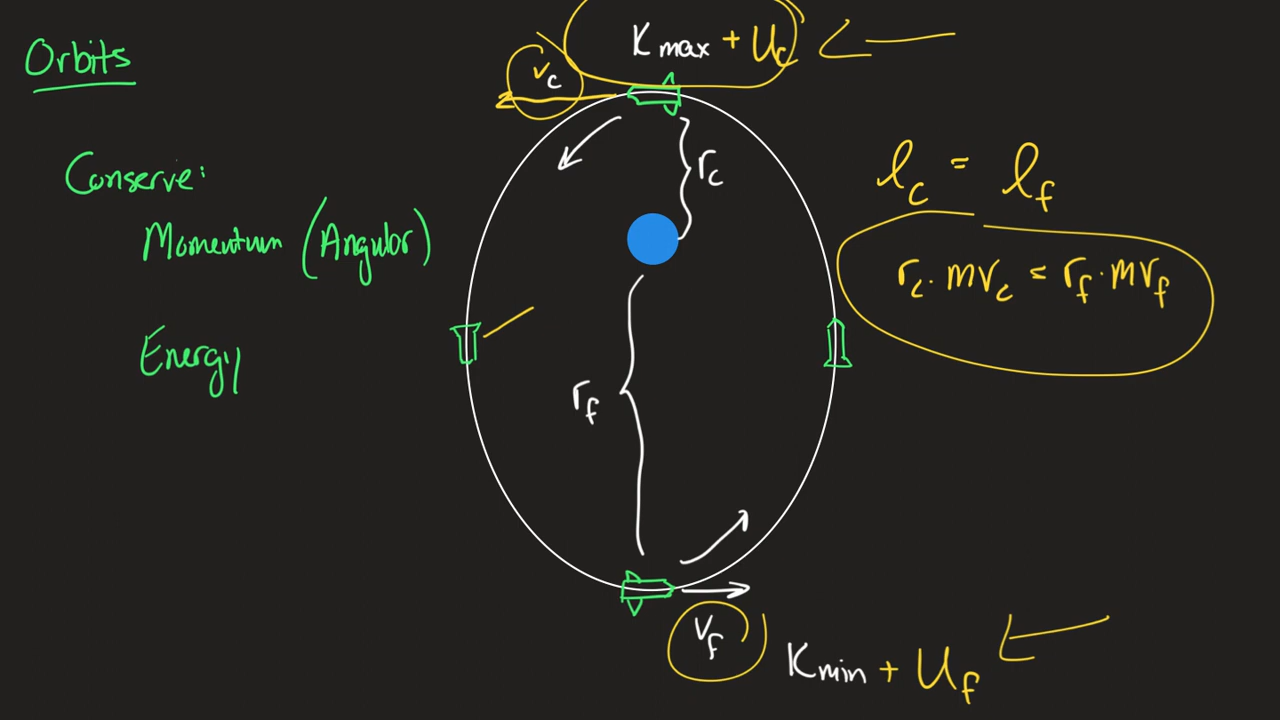 Orbits
Kmax + Uc
vc
Conserve:
rc
lc = lf
Momentum (Angular)
rc · mvc = rf · mvf
Energy
rf
vf
Kmin + Uf